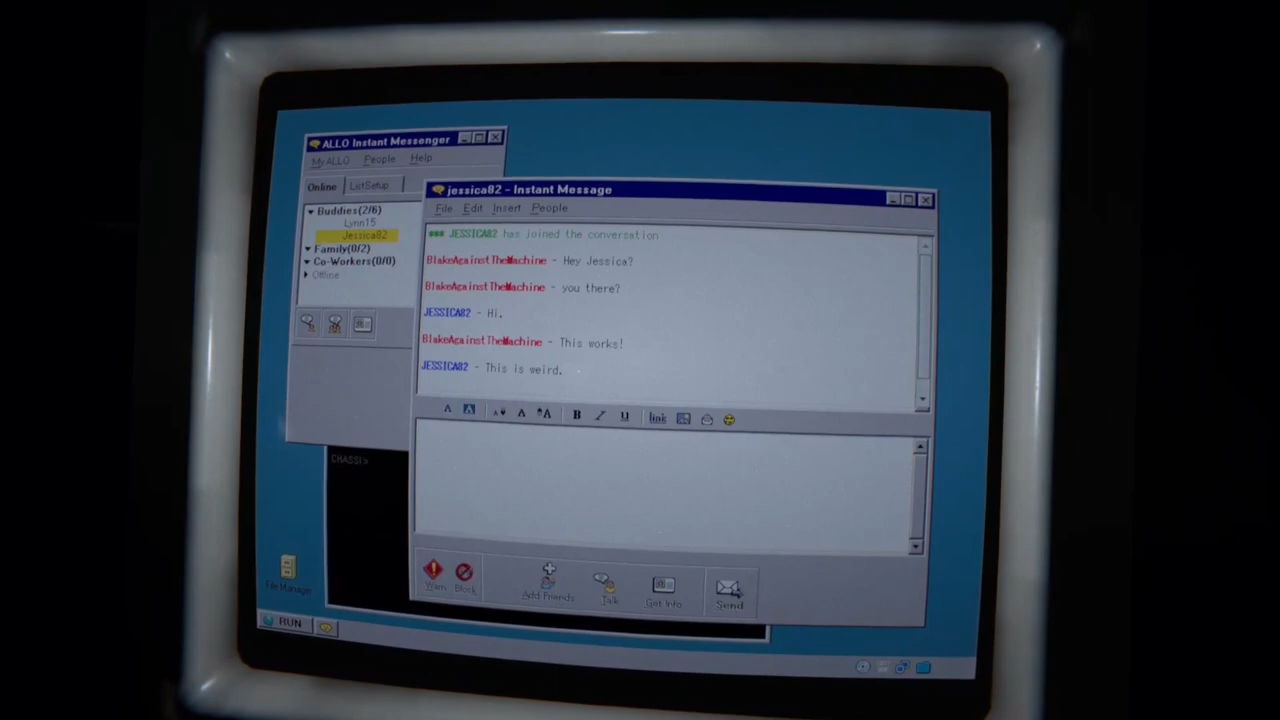 ALLO Instant Messenger
My ALLO People Help
Online List Setup
Buddies(2/6)
Lynn15
Jessica82
Family(0/2)
Co-Workers(0/0)
Offline
jessica82 - Instant Message
File Edit Insert People
*** JESSICA82 has joined the conversation
BlakeAgainstTheMachine - Hey Jessica?
BlakeAgainstTheMachine - you there?
JESSICA82 - Hi.
BlakeAgainstTheMachine - This works!
JESSICA82 - This is weird.
A A A A A B I U link
CHASSI>
Warn Block Add Friends Talk Get Info Send
File Manager
RUN